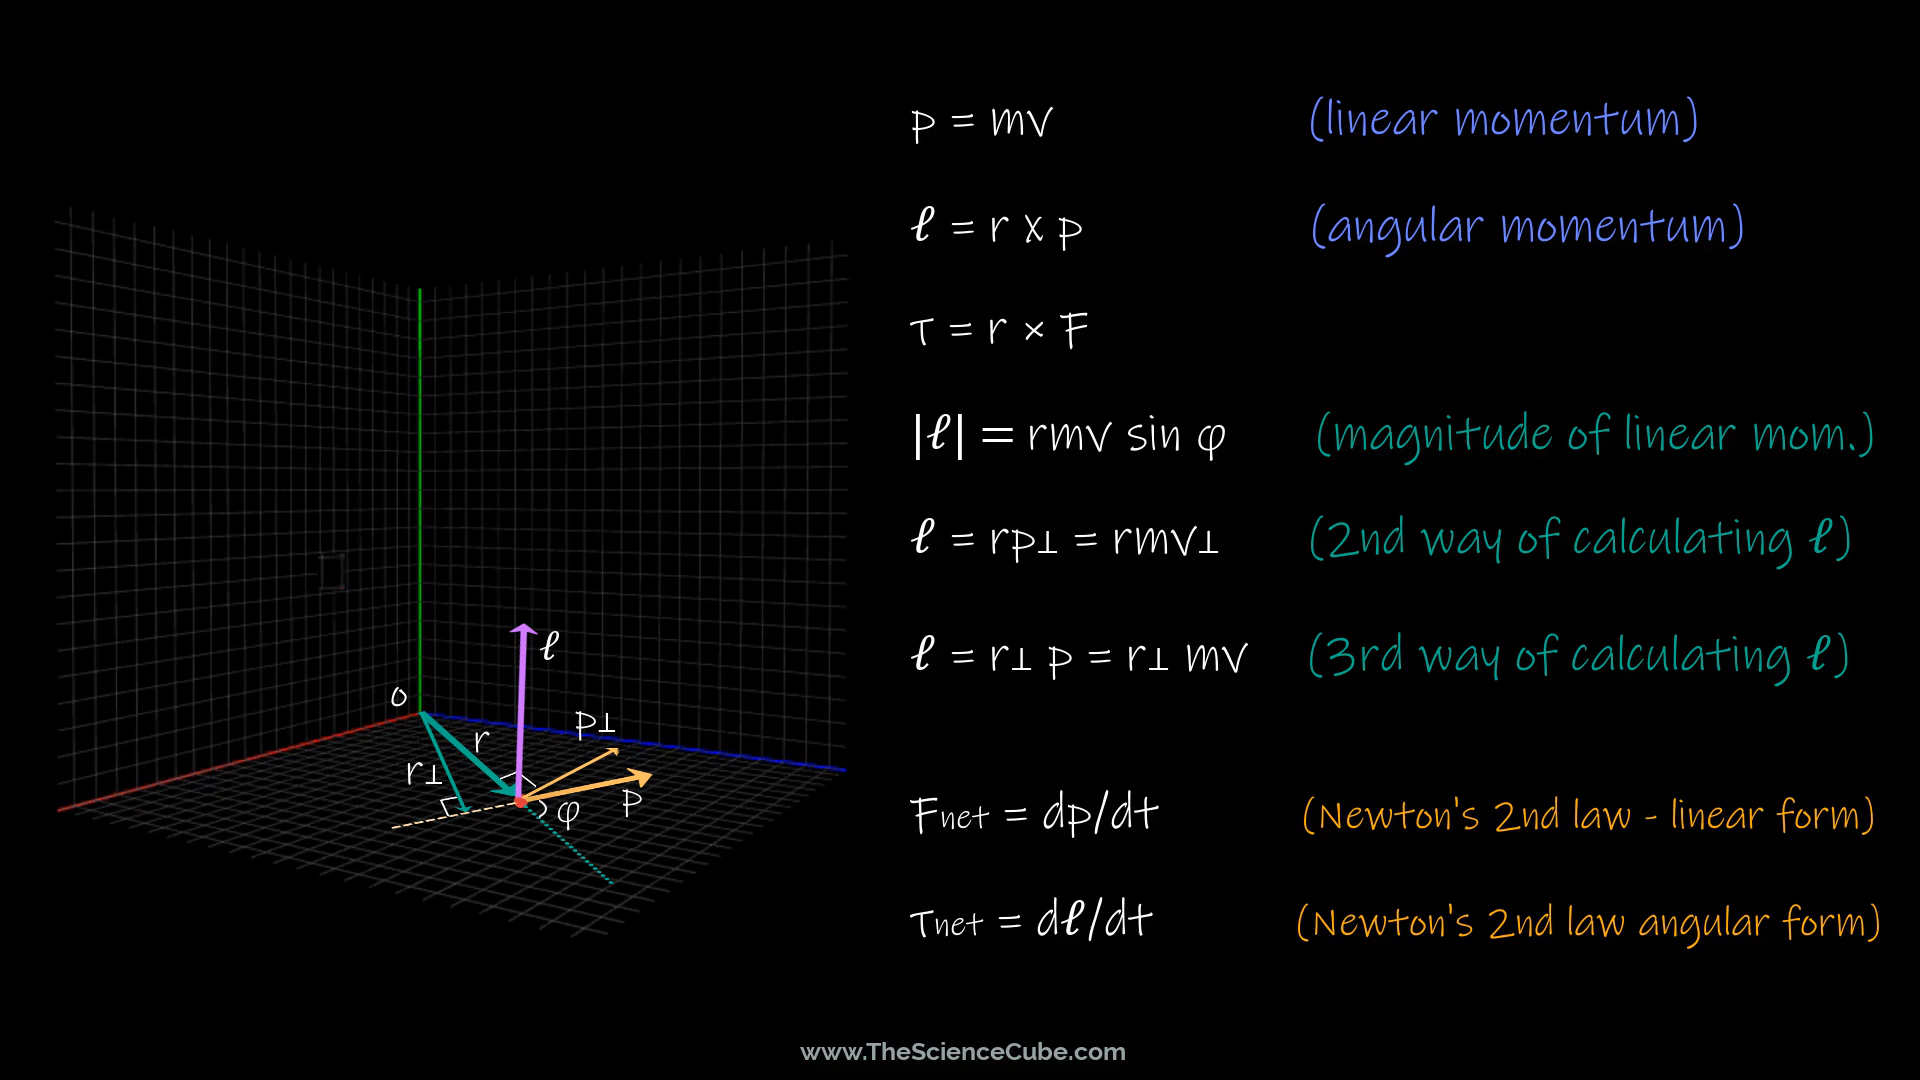 p = mv (linear momentum)
ℓ = r x p (angular momentum)
τ = r × F
|ℓ| = rmv sin φ (magnitude of linear mom.)
ℓ = rp⊥ = rmv⊥ (2nd way of calculating ℓ)
ℓ = r⊥ p = r⊥ mv (3rd way of calculating ℓ)
Fnet = dp/dt (Newton's 2nd law - linear form)
τnet = dℓ/dt (Newton's 2nd law angular form)
ℓ
o
p⊥
r
r⊥
p
φ
www.TheScienceCube.com